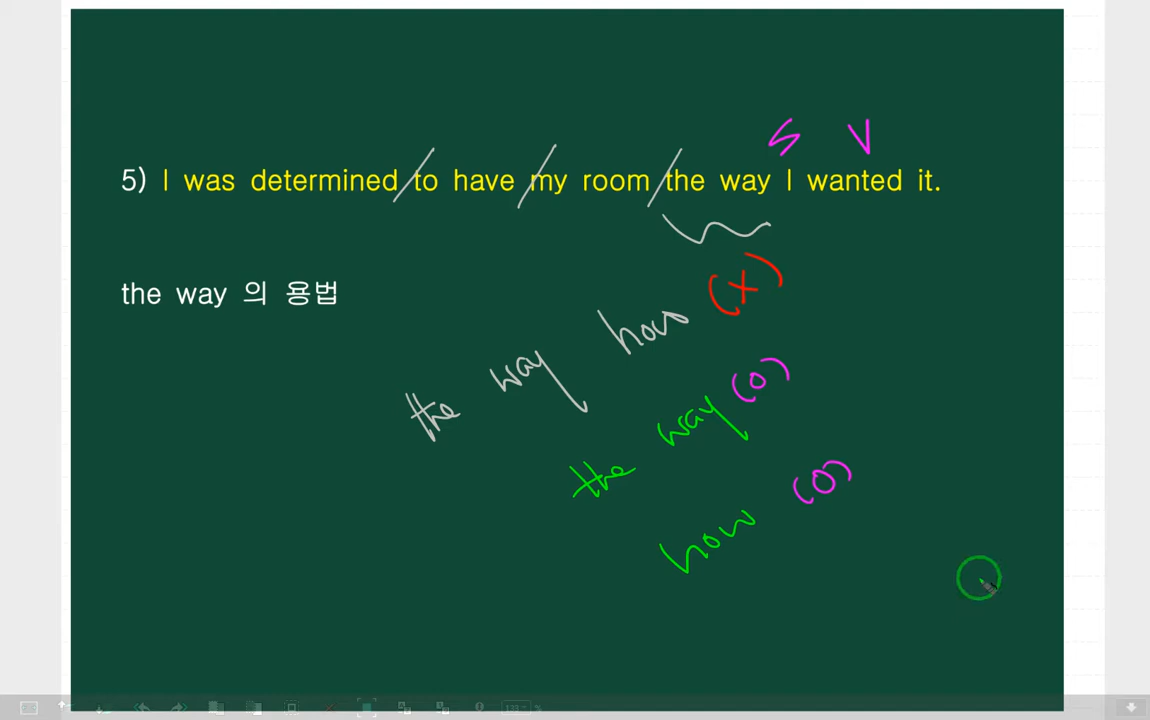 S V
5) I was determined to have my room the way I wanted it.
the way 의 용법
the way how (X)
the way (O)
how (O)
133 %